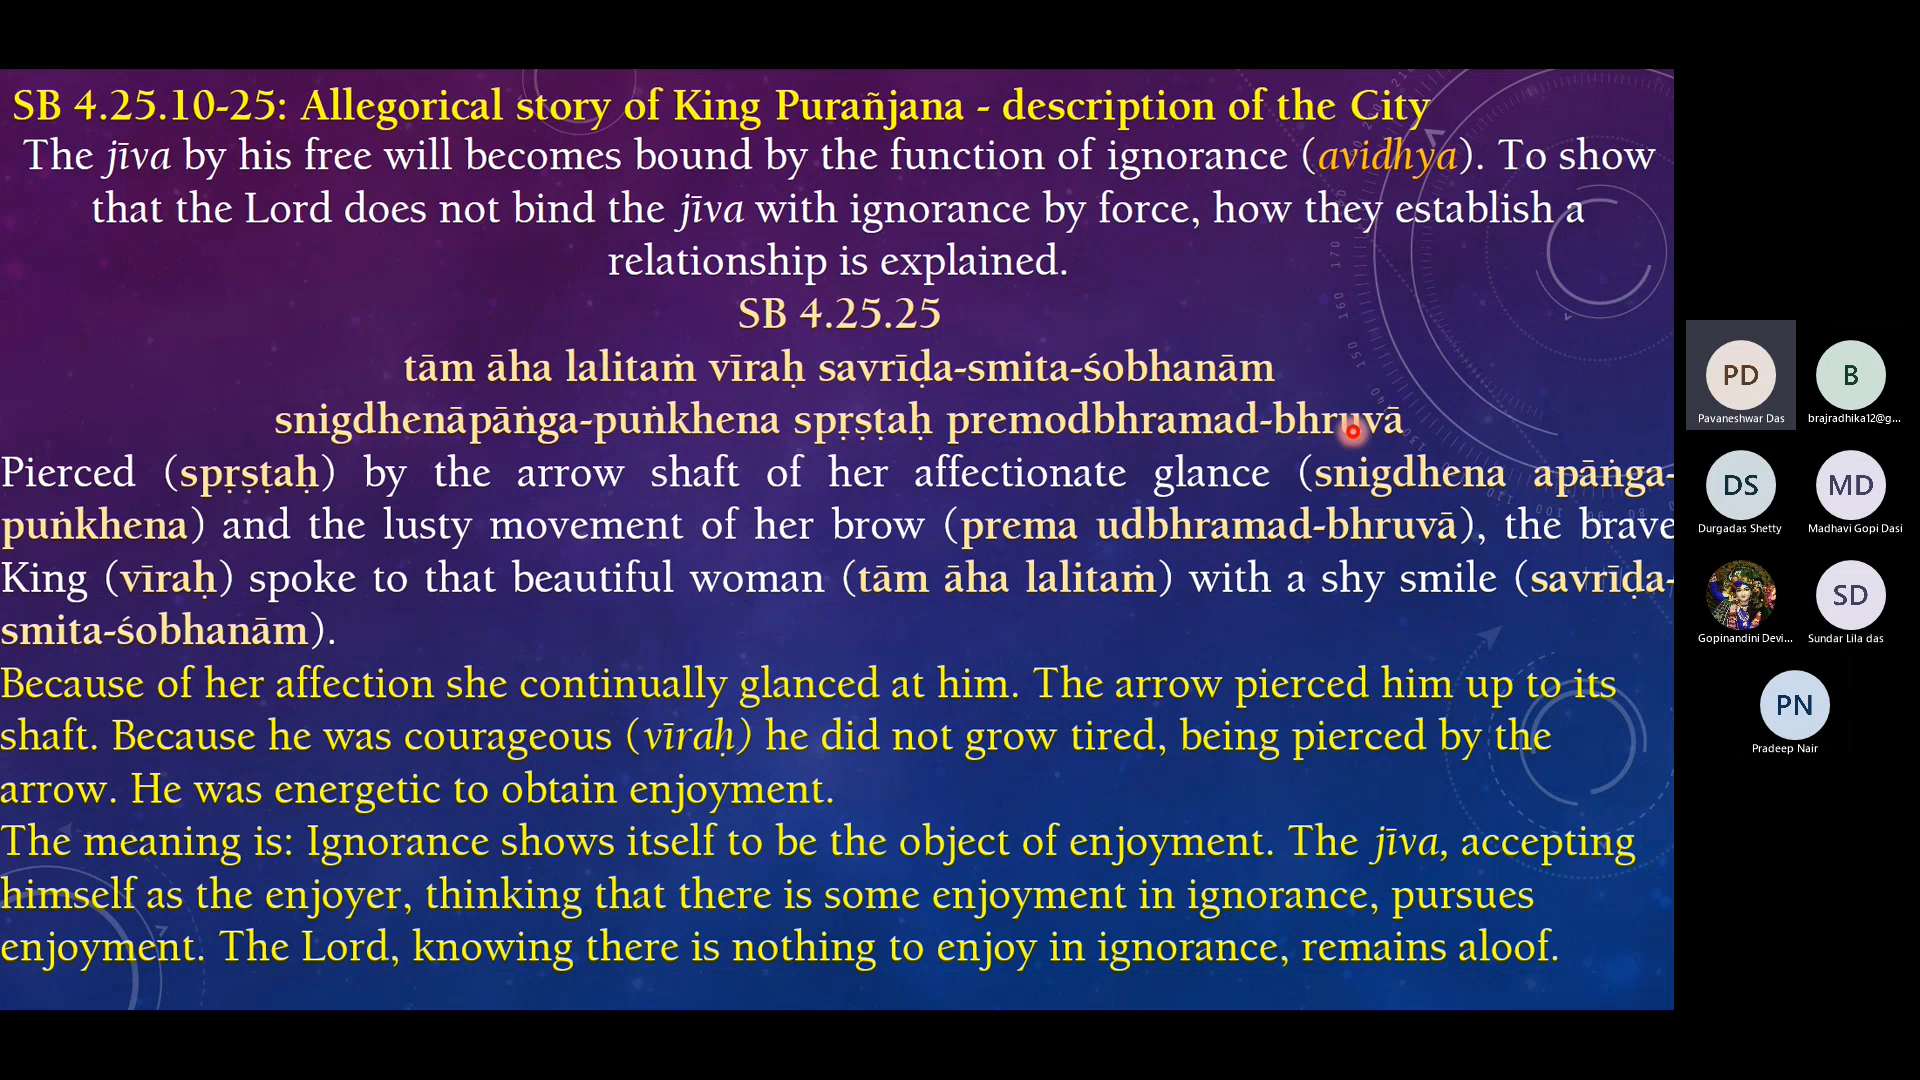 SB 4.25.10-25: Allegorical story of King Purañjana - description of the City
The jīva by his free will becomes bound by the function of ignorance (avidhya). To show
that the Lord does not bind the jīva with ignorance by force, how they establish a
relationship is explained.
SB 4.25.25
tām āha lalitaṁ vīraḥ savrīḍa-smita-śobhanām
snigdhenāpāṅga-puṅkhena spṛṣṭaḥ premodbhramad-bhruvā
Pierced (spṛṣṭaḥ) by the arrow shaft of her affectionate glance (snigdhena apāṅga-
puṅkhena) and the lusty movement of her brow (prema udbhramad-bhruvā), the brave
King (vīraḥ) spoke to that beautiful woman (tām āha lalitaṁ) with a shy smile (savrīḍa-
smita-śobhanām).
Because of her affection she continually glanced at him. The arrow pierced him up to its
shaft. Because he was courageous (vīraḥ) he did not grow tired, being pierced by the
arrow. He was energetic to obtain enjoyment.
The meaning is: Ignorance shows itself to be the object of enjoyment. The jīva, accepting
himself as the enjoyer, thinking that there is some enjoyment in ignorance, pursues
enjoyment. The Lord, knowing there is nothing to enjoy in ignorance, remains aloof.
PD
Pavaneshwar Das
B
brajradhika12@g...
DS
Durgadas Shetty
MD
Madhavi Gopi Dasi
Gopinandini Devi...
SD
Sundar Lila das
PN
Pradeep Nair